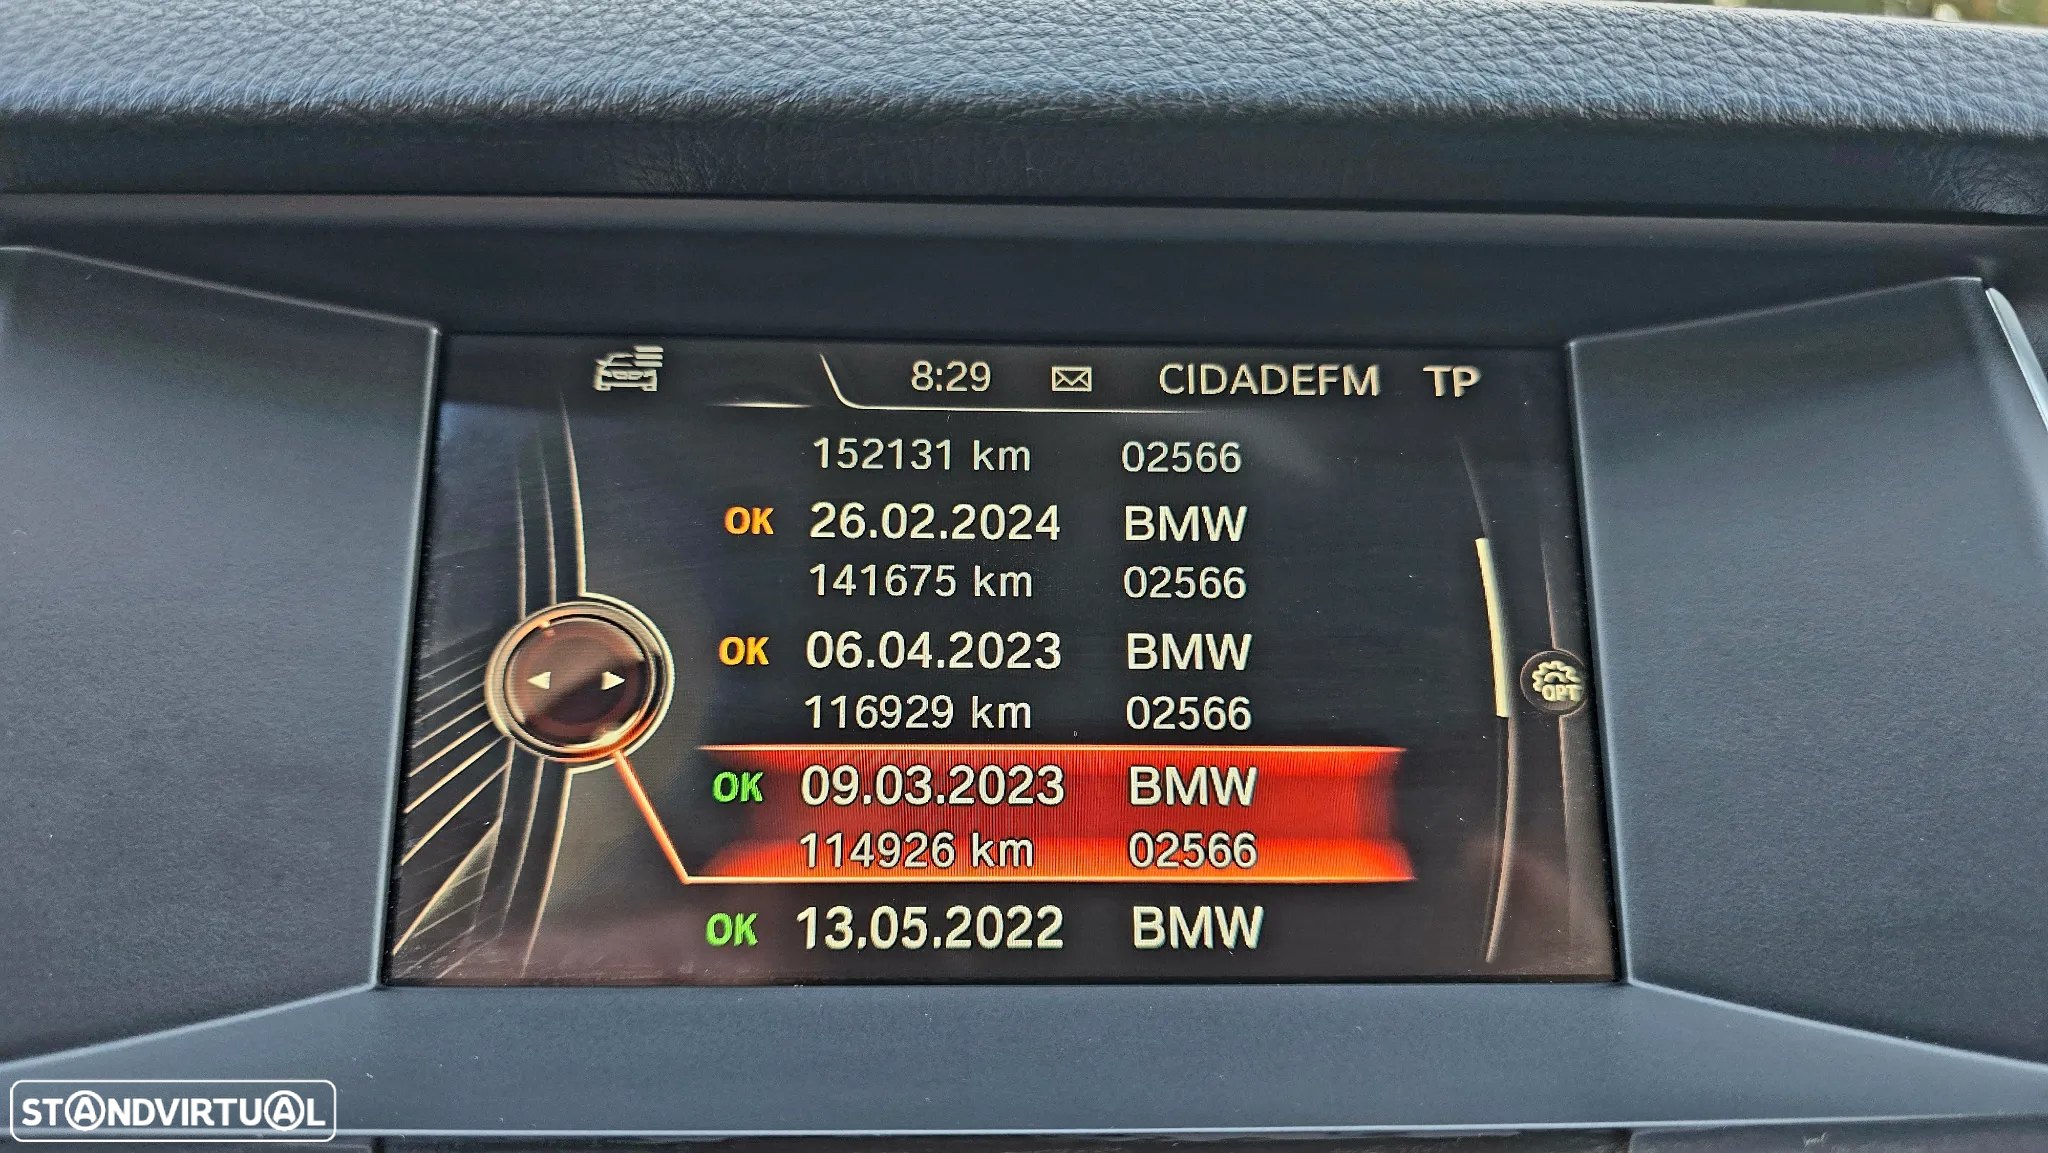 8:29 CIDADEFM TP
152131 km 02566
OK 26.02.2024 BMW
141675 km 02566
OK 06.04.2023 BMW
116929 km 02566
OK 09.03.2023 BMW
114926 km 02566
OK 13.05.2022 BMW
OPT
STANDVIRTUAL